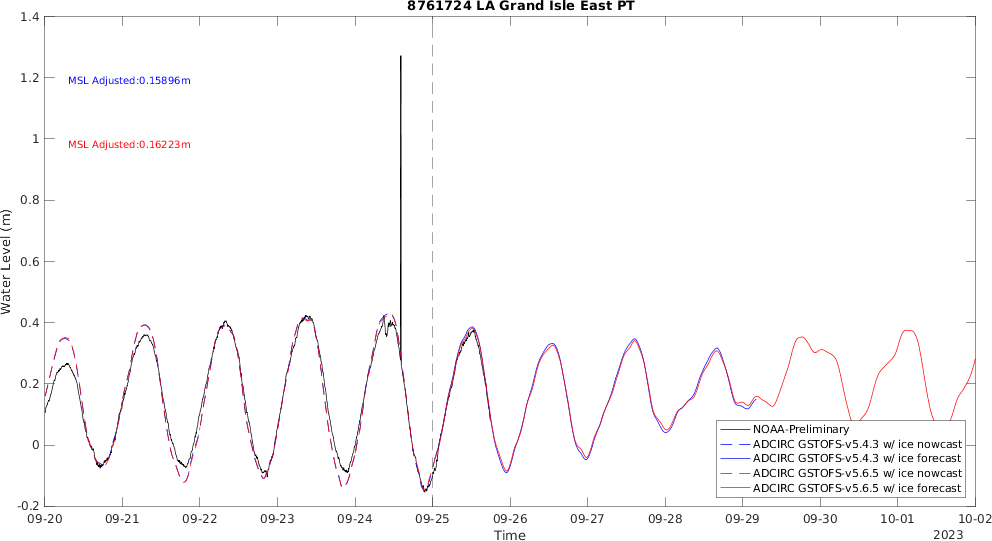 8761724 LA Grand Isle East PT
1.4
1.2
1
0.8
0.6
0.4
0.2
0
-0.2
Water Level (m)
MSL Adjusted:0.15896m
MSL Adjusted:0.16223m
NOAA-Preliminary
ADCIRC GSTOFS-v5.4.3 w/ ice nowcast
ADCIRC GSTOFS-v5.4.3 w/ ice forecast
ADCIRC GSTOFS-v5.6.5 w/ ice nowcast
ADCIRC GSTOFS-v5.6.5 w/ ice forecast
09-20 09-21 09-22 09-23 09-24 09-25 09-26 09-27 09-28 09-29 09-30 10-01 10-02
Time
2023